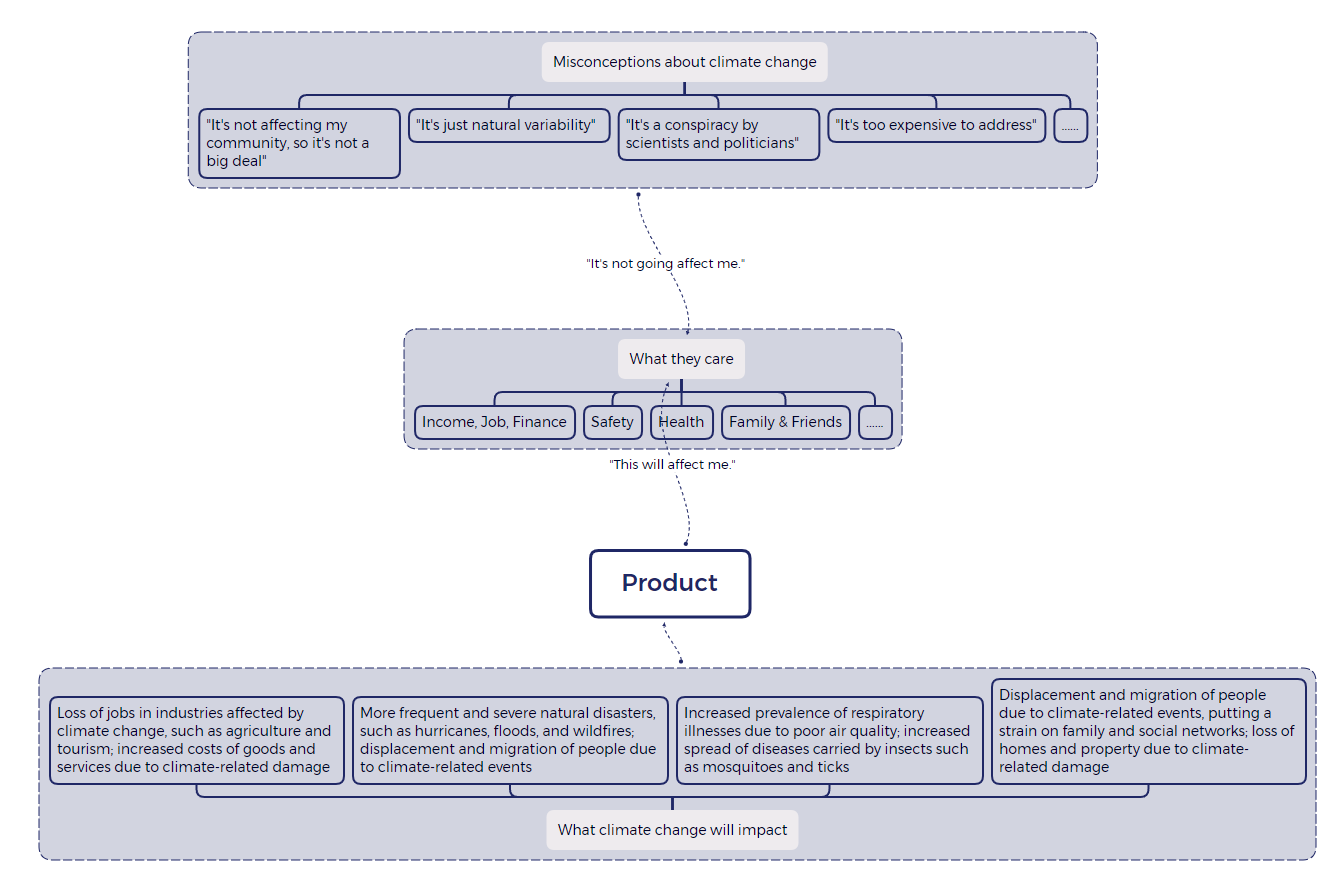 Misconceptions about climate change
"It's not affecting my
community, so it's not a
big deal"
"It's just natural variability"
"It's a conspiracy by
scientists and politicians"
"It's too expensive to address"
......
"It's not going affect me."
What they care
Income, Job, Finance
Safety
Health
Family & Friends
......
"This will affect me."
Product
Loss of jobs in industries affected by
climate change, such as agriculture and
tourism; increased costs of goods and
services due to climate-related damage
More frequent and severe natural disasters,
such as hurricanes, floods, and wildfires;
displacement and migration of people due
to climate-related events
Increased prevalence of respiratory
illnesses due to poor air quality; increased
spread of diseases carried by insects such
as mosquitoes and ticks
Displacement and migration of people
due to climate-related events, putting a
strain on family and social networks; loss of
homes and property due to climate-
related damage
What climate change will impact